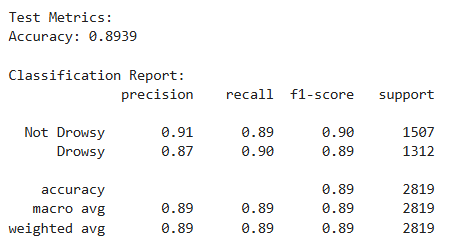 Test Metrics:
Accuracy: 0.8939
Classification Report:
precision recall f1-score support
Not Drowsy 0.91 0.89 0.90 1507
Drowsy 0.87 0.90 0.89 1312
accuracy 0.89 2819
macro avg 0.89 0.89 0.89 2819
weighted avg 0.89 0.89 0.89 2819